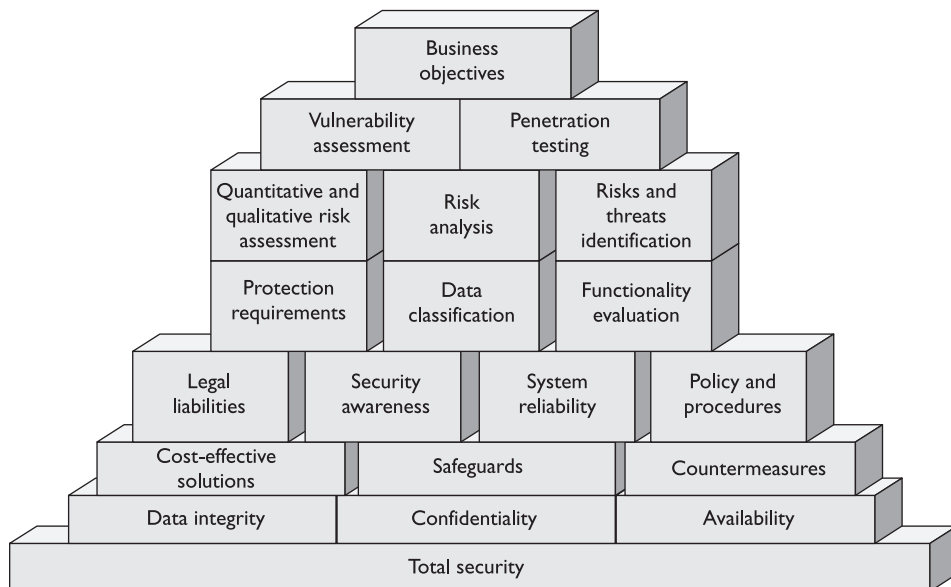 Business
objectives
Vulnerability
assessment
Penetration
testing
Quantitative and
qualitative risk
assessment
Risk
analysis
Risks and
threats
identification
Protection
requirements
Data
classification
Functionality
evaluation
Legal
liabilities
Security
awareness
System
reliability
Policy and
procedures
Cost-effective
solutions
Safeguards
Countermeasures
Data integrity
Confidentiality
Availability
Total security